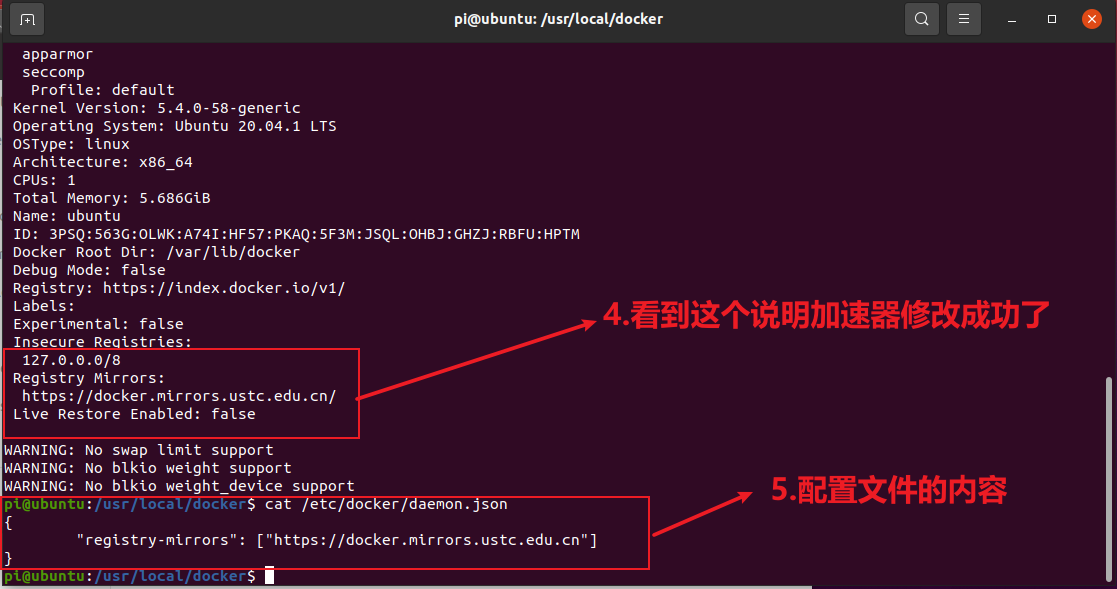 pi@ubuntu: /usr/local/docker
apparmor
seccomp
Profile: default
Kernel Version: 5.4.0-58-generic
Operating System: Ubuntu 20.04.1 LTS
OSType: linux
Architecture: x86_64
CPUs: 1
Total Memory: 5.686GiB
Name: ubuntu
ID: 3PSQ:563G:OLWK:A74I:HF57:PKAQ:5F3M:JSQL:OHBJ:GHZJ:RBFU:HPTM
Docker Root Dir: /var/lib/docker
Debug Mode: false
Registry: https://index.docker.io/v1/
Labels:
Experimental: false
Insecure Registries:
127.0.0.0/8
Registry Mirrors:
https://docker.mirrors.ustc.edu.cn/
Live Restore Enabled: false
4.看到这个说明加速器修改成功了
WARNING: No swap limit support
WARNING: No blkio weight support
WARNING: No blkio weight_device support
pi@ubuntu:/usr/local/docker$ cat /etc/docker/daemon.json
{
"registry-mirrors": ["https://docker.mirrors.ustc.edu.cn"]
}
5.配置文件的内容
pi@ubuntu:/usr/local/docker$